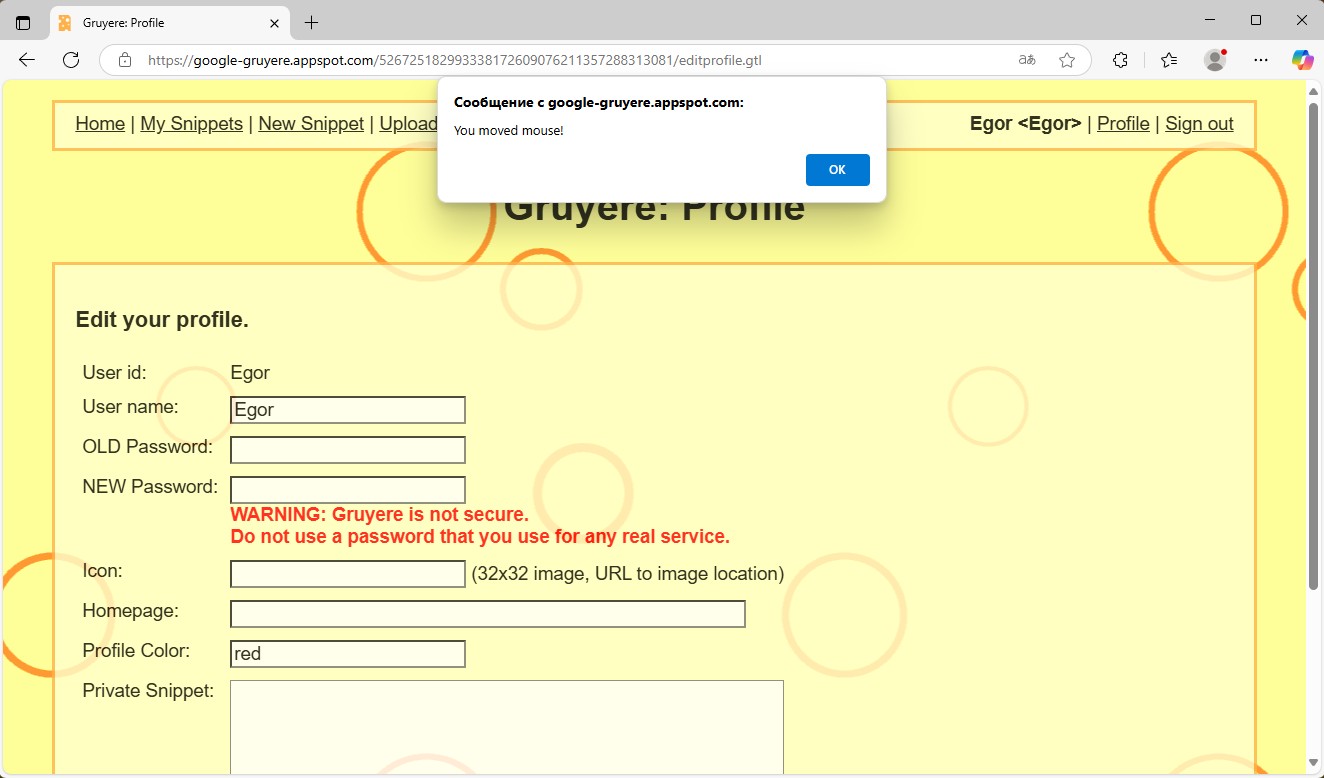 Gruyere: Profile
https://google-gruyere.appspot.com/526725182993338172609076211357288313081/editprofile.gtl
aあ
Сообщение с google-gruyere.appspot.com:
You moved mouse!
OK
Home | My Snippets | New Snippet | Upload
Egor <Egor> | Profile | Sign out
Gruyere: Profile
Edit your profile.
User id: Egor
User name: Egor
OLD Password:
NEW Password:
WARNING: Gruyere is not secure.
Do not use a password that you use for any real service.
Icon: (32x32 image, URL to image location)
Homepage:
Profile Color: red
Private Snippet: